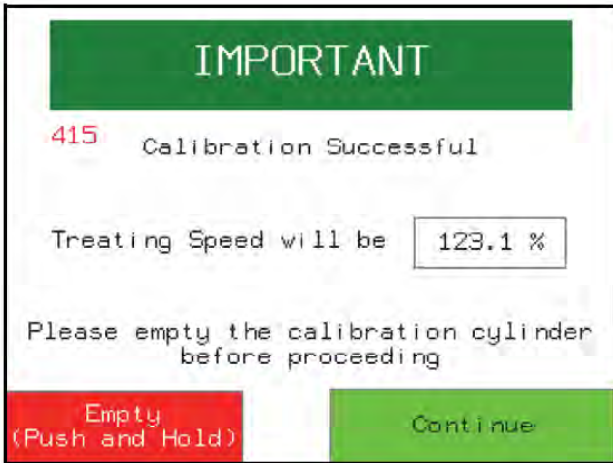 IMPORTANT
415
Calibration Successful
Treating Speed will be 123.1 %
Please empty the calibration cylinder
before proceeding
Empty
(Push and Hold)
Continue